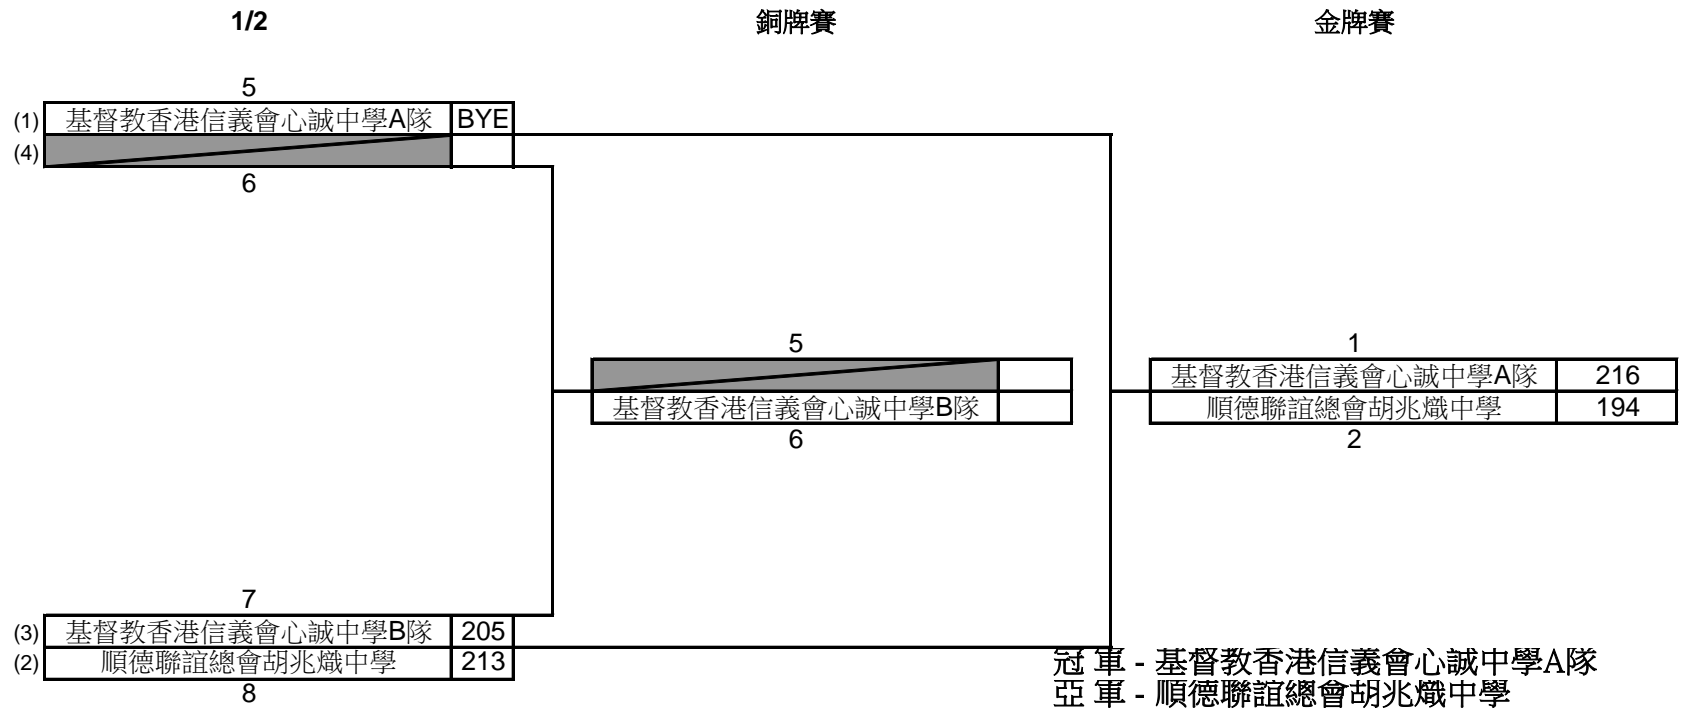 1/2 銅牌賽 金牌賽
5
(1) 基督教香港信義會心誠中學A隊 BYE
(4)
6
5
基督教香港信義會心誠中學B隊
6
1
基督教香港信義會心誠中學A隊 216
順德聯誼總會胡兆熾中學 194
2
7
(3) 基督教香港信義會心誠中學B隊 205
(2) 順德聯誼總會胡兆熾中學 213
8
冠 軍 - 基督教香港信義會心誠中學A隊
亞 軍 - 順德聯誼總會胡兆熾中學